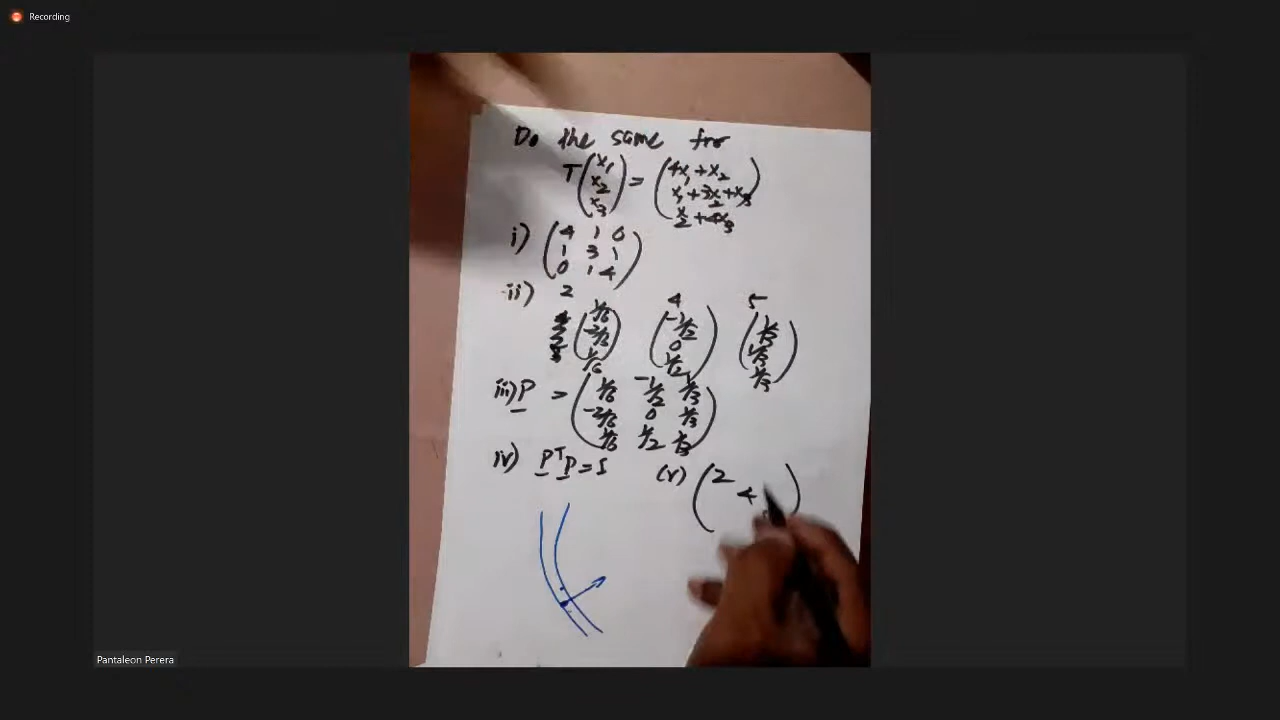 Recording
Do the same for
T(x1 x2 x3) = (4x1+x2 x1+3x2+x3 x2+4x3)
i) (4 1 0
1 3 1
0 1 4)
ii) 2 4 5
(1/6 -2/6 1/6) (-1/2 0 1/2) (1/3 1/3 1/3)
iii) P = (1/6 -1/2 1/3
-2/6 0 1/3
1/6 1/2 1/3)
iv) P^T P = I (v) (2
4
Pantaleon Perera